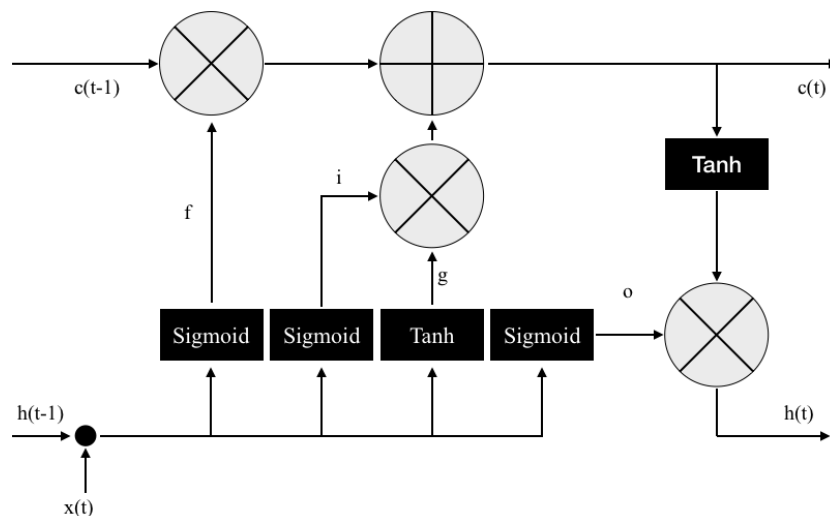 c(t-1)
c(t)
Tanh
i
f
g
o
Sigmoid
Sigmoid
Tanh
Sigmoid
h(t-1)
h(t)
x(t)